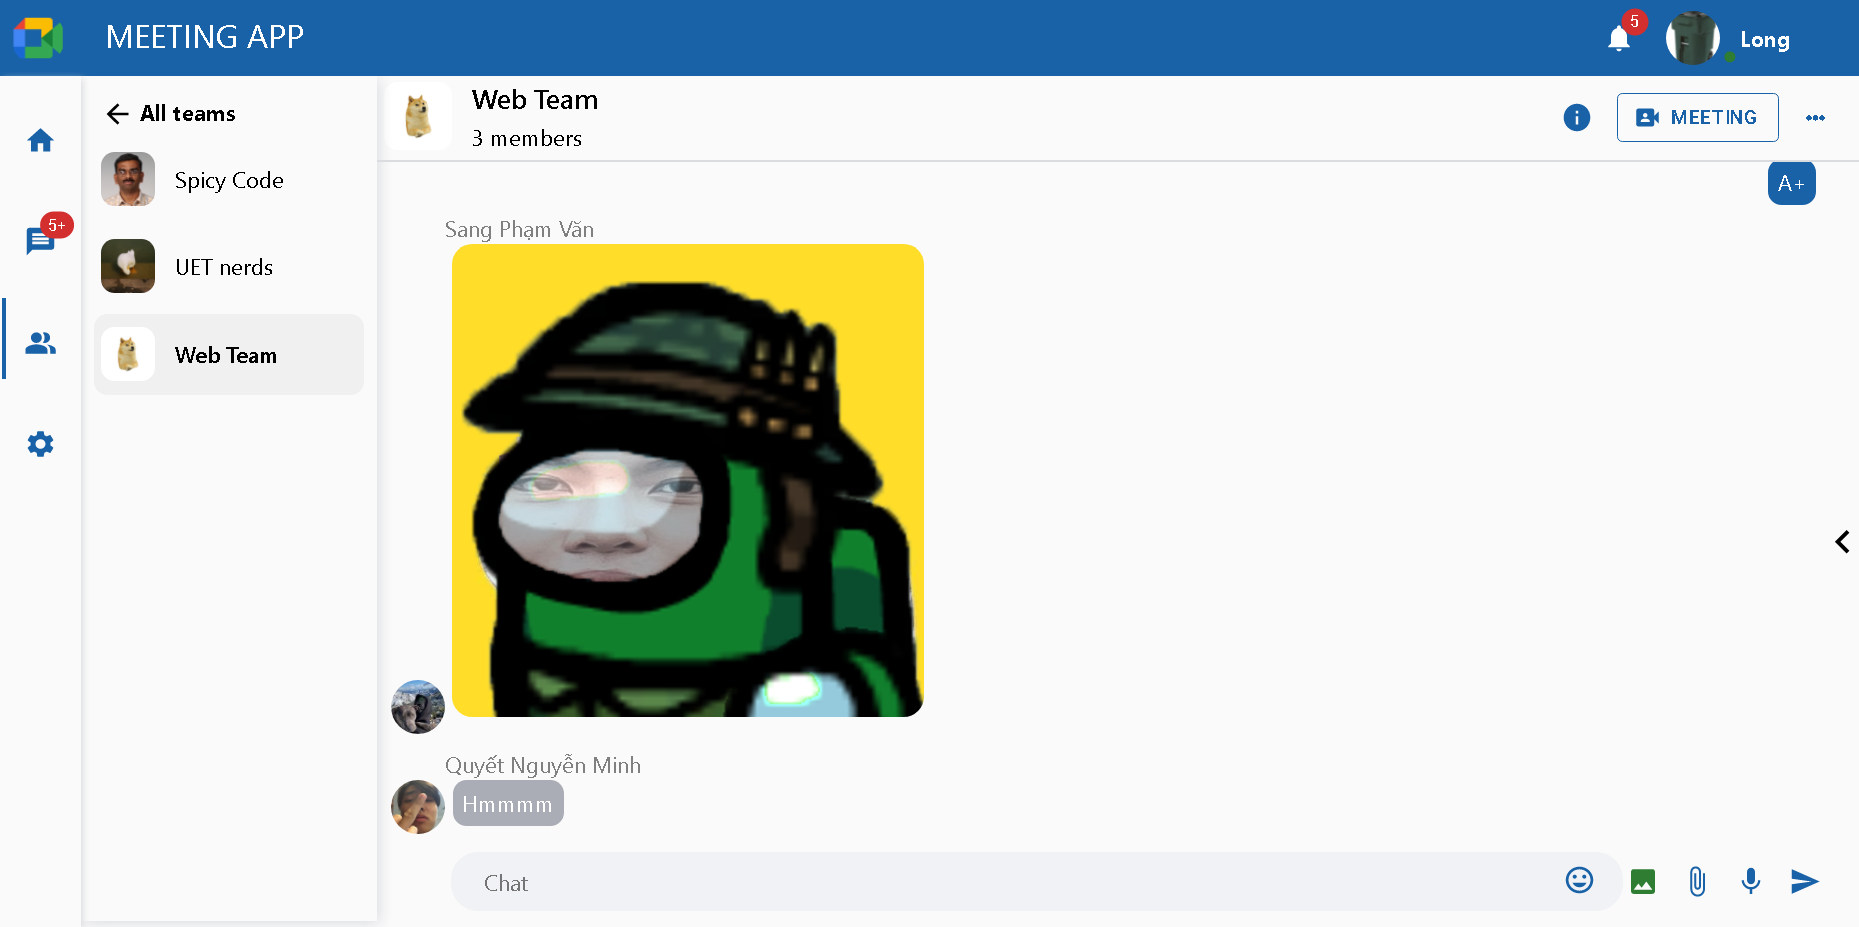 MEETING APP
5
Long
All teams
Spicy Code
5+
UET nerds
Web Team
Web Team
3 members
MEETING
A+
Sang Phạm Văn
Quyết Nguyễn Minh
Hmmmm
Chat